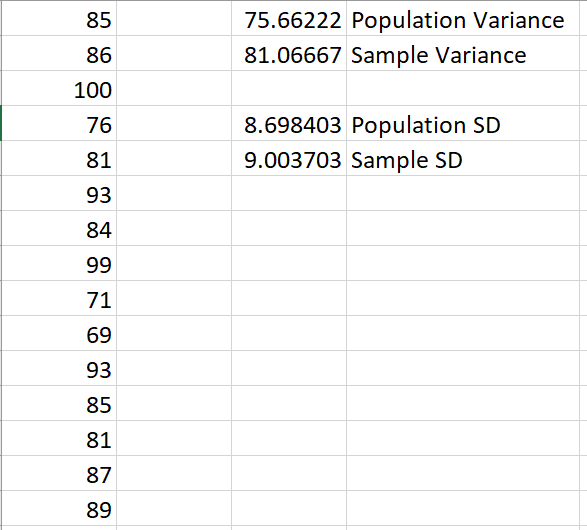 85 75.66222 Population Variance
86 81.06667 Sample Variance
100
76 8.698403 Population SD
81 9.003703 Sample SD
93
84
99
71
69
93
85
81
87
89